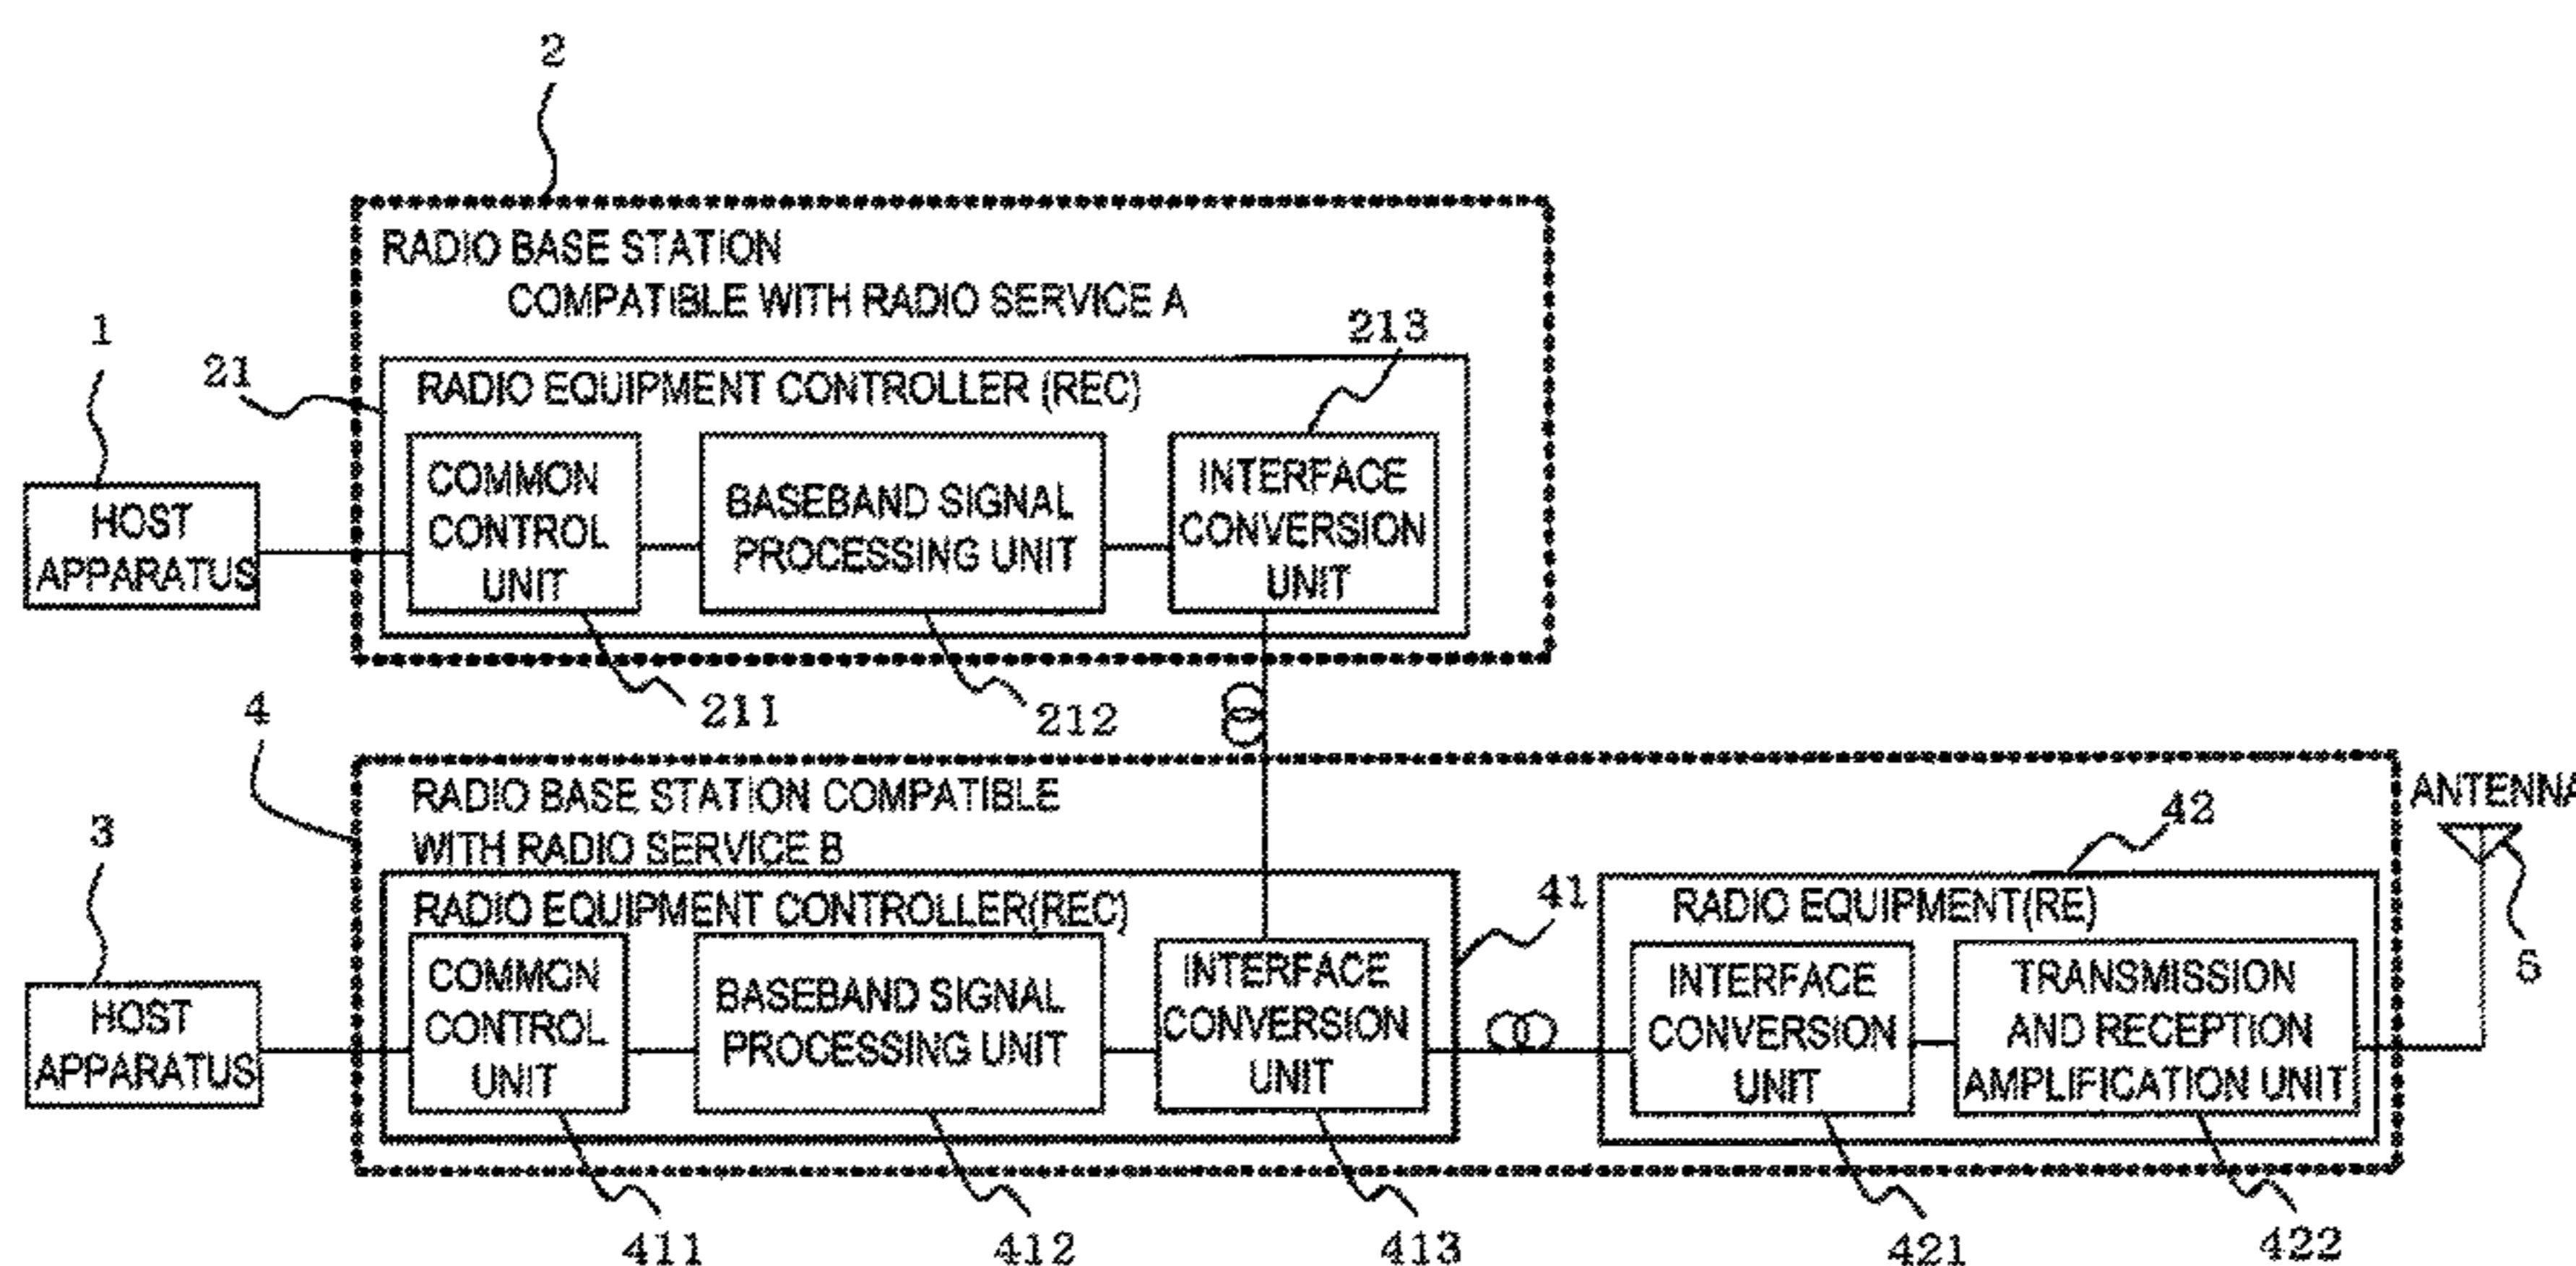 2
RADIO BASE STATION
COMPATIBLE WITH RADIO SERVICE A
1
21
213
RADIO EQUIPMENT CONTROLLER (REC)
HOST
APPARATUS
COMMON
CONTROL
UNIT
BASEBAND SIGNAL
PROCESSING UNIT
INTERFACE
CONVERSION
UNIT
211
212
4
RADIO BASE STATION COMPATIBLE
WITH RADIO SERVICE B
ANTENNA
3
42
RADIO EQUIPMENT CONTROLLER(REC)
41
RADIO EQUIPMENT(RE)
5
HOST
APPARATUS
COMMON
CONTROL
UNIT
BASEBAND SIGNAL
PROCESSING UNIT
INTERFACE
CONVERSION
UNIT
INTERFACE
CONVERSION
UNIT
TRANSMISSION
AND RECEPTION
AMPLIFICATION UNIT
411
412
413
421
422